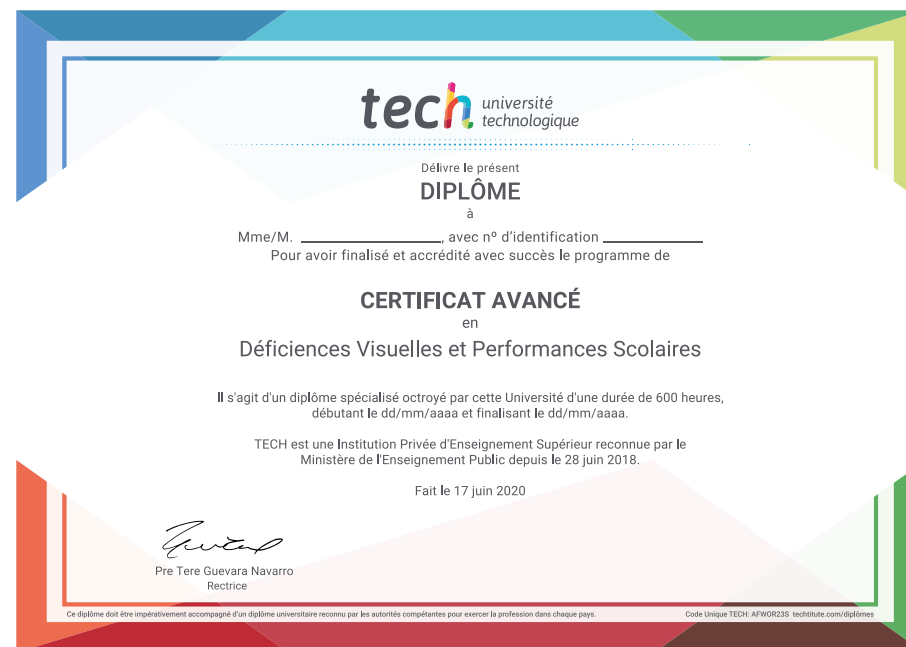 tech université
technologique
Délivre le présent
DIPLÔME
à
Mme/M. ____________________, avec nº d'identification ______________
Pour avoir finalisé et accrédité avec succès le programme de
CERTIFICAT AVANCÉ
en
Déficiences Visuelles et Performances Scolaires
Il s'agit d'un diplôme spécialisé octroyé par cette Université d'une durée de 600 heures,
débutant le dd/mm/aaaa et finalisant le dd/mm/aaaa.
TECH est une Institution Privée d'Enseignement Supérieur reconnue par le
Ministère de l'Enseignement Public depuis le 28 juin 2018.
Fait le 17 juin 2020
Pre Tere Guevara Navarro
Rectrice
Ce diplôme doit être impérativement accompagné d'un diplôme universitaire reconnu par les autorités compétantes pour exercer la profession dans chaque pays. Code Unique TECH: AFWOR23S techtitute.com/diplômes